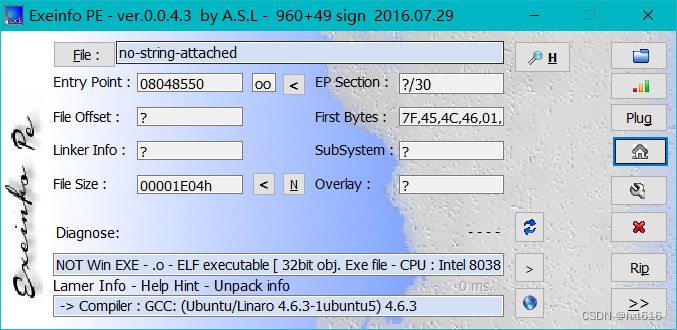 Exeinfo PE - ver.0.0.4.3 by A.S.L - 960+49 sign 2016.07.29
File : no-string-attached H
Entry Point : 08048550 oo < EP Section : ?/30
File Offset : ? First Bytes : 7F,45,4C,46,01, Plug
Linker Info : ? SubSystem : ?
File Size : 00001E04h < N Overlay : ?
Exeinfo Pe
Diagnose: ----
NOT Win EXE - .o - ELF executable [ 32bit obj. Exe file - CPU : Intel 8038 > Rip
Lamer Info - Help Hint - Unpack info 0 ms.
-> Compiler : GCC: (Ubuntu/Linaro 4.6.3-1ubuntu5) 4.6.3 >>
CSDN @hxt616